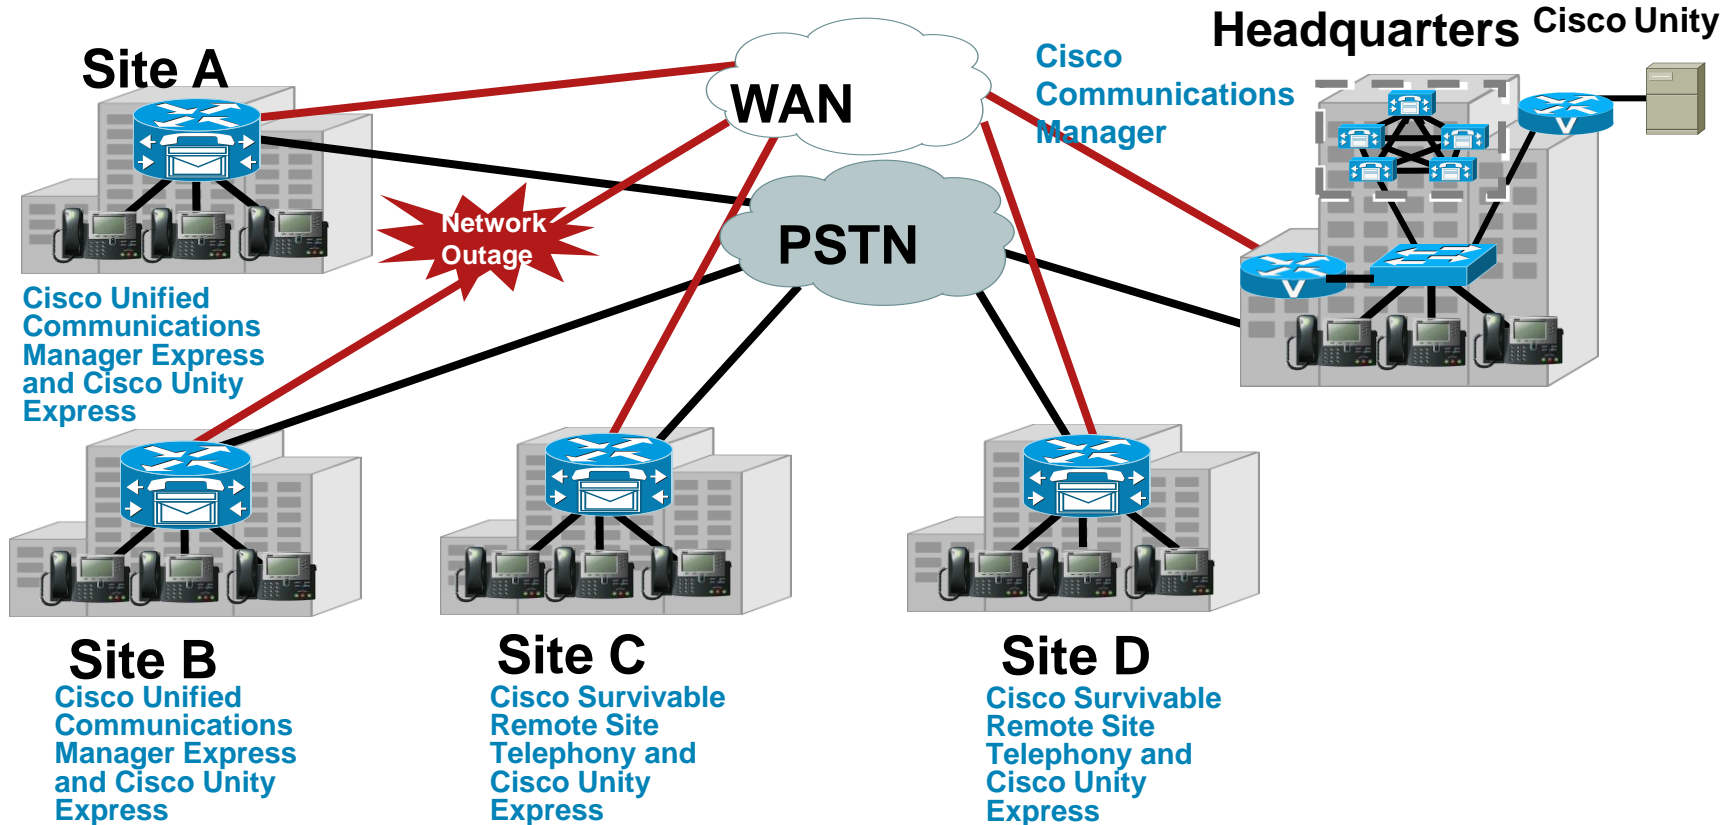 Headquarters
Cisco Unity
Site A
WAN
Cisco
Communications
Manager
Network
Outage
PSTN
V
V
Cisco Unified
Communications
Manager Express
and Cisco Unity
Express
Site B
Cisco Unified
Communications
Manager Express
and Cisco Unity
Express
Site C
Cisco Survivable
Remote Site
Telephony and
Cisco Unity
Express
Site D
Cisco Survivable
Remote Site
Telephony and
Cisco Unity
Express